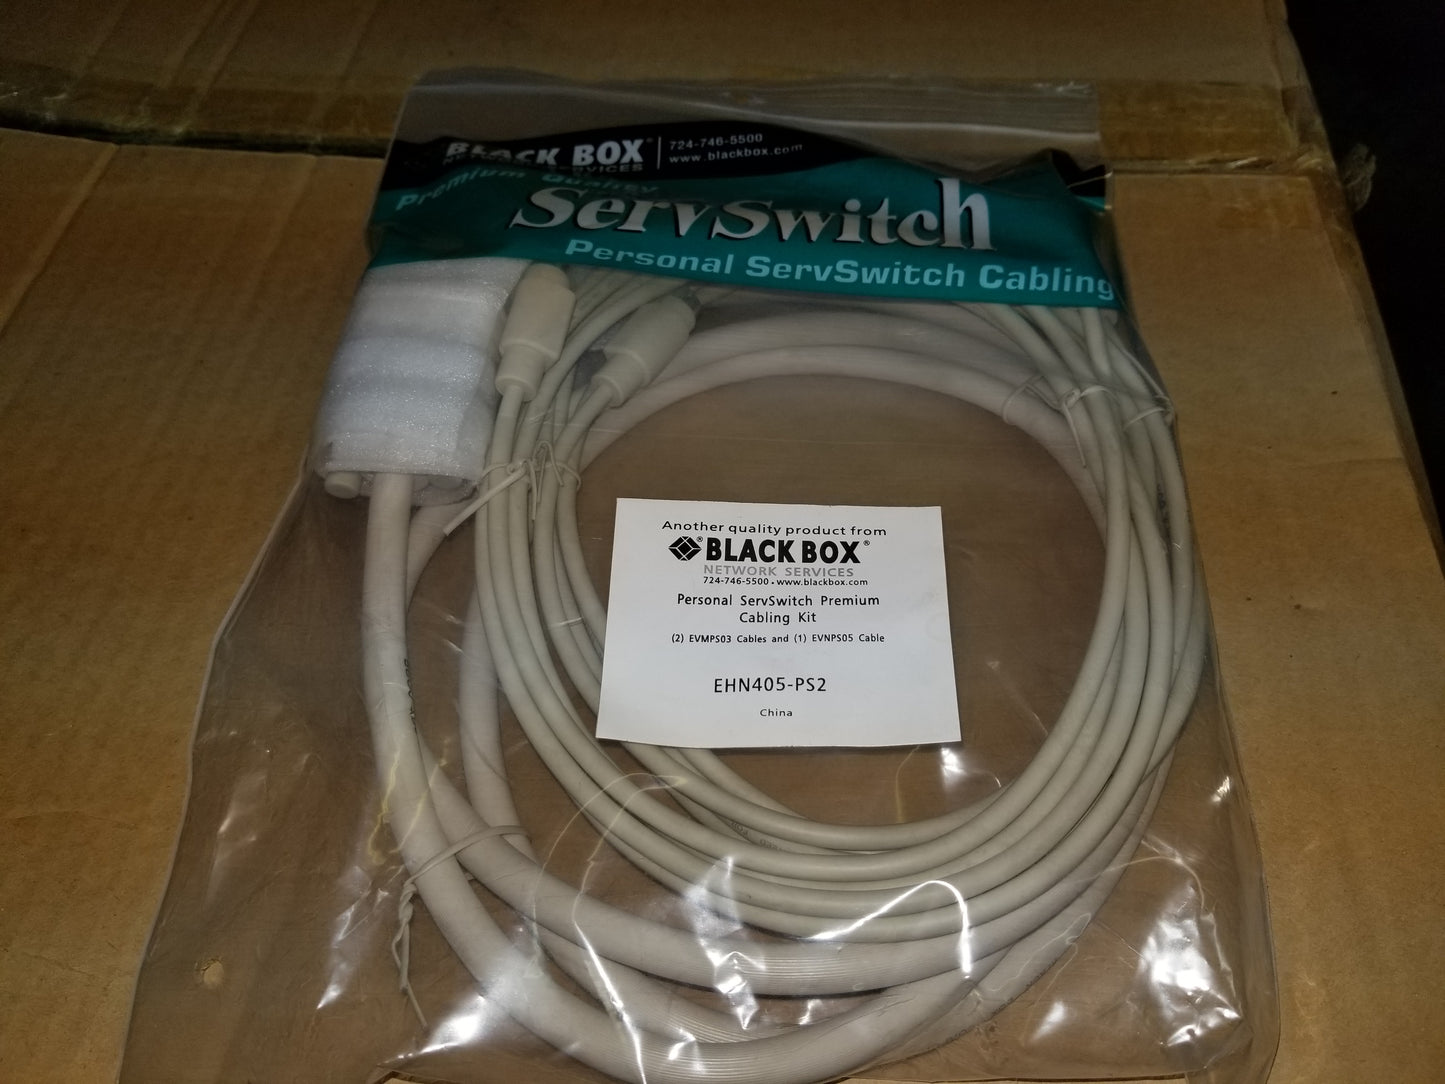 BLACK BOX®
NETWORK SERVICES
724-746-5500
www.blackbox.com
Premium Quality
ServSwitch
Personal ServSwitch Cabling
Another quality product from
® BLACK BOX®
NETWORK SERVICES
724-746-5500 • www.blackbox.com
Personal ServSwitch Premium
Cabling Kit
(2) EVMPS03 Cables and (1) EVNPS05 Cable
EHN405-PS2
China